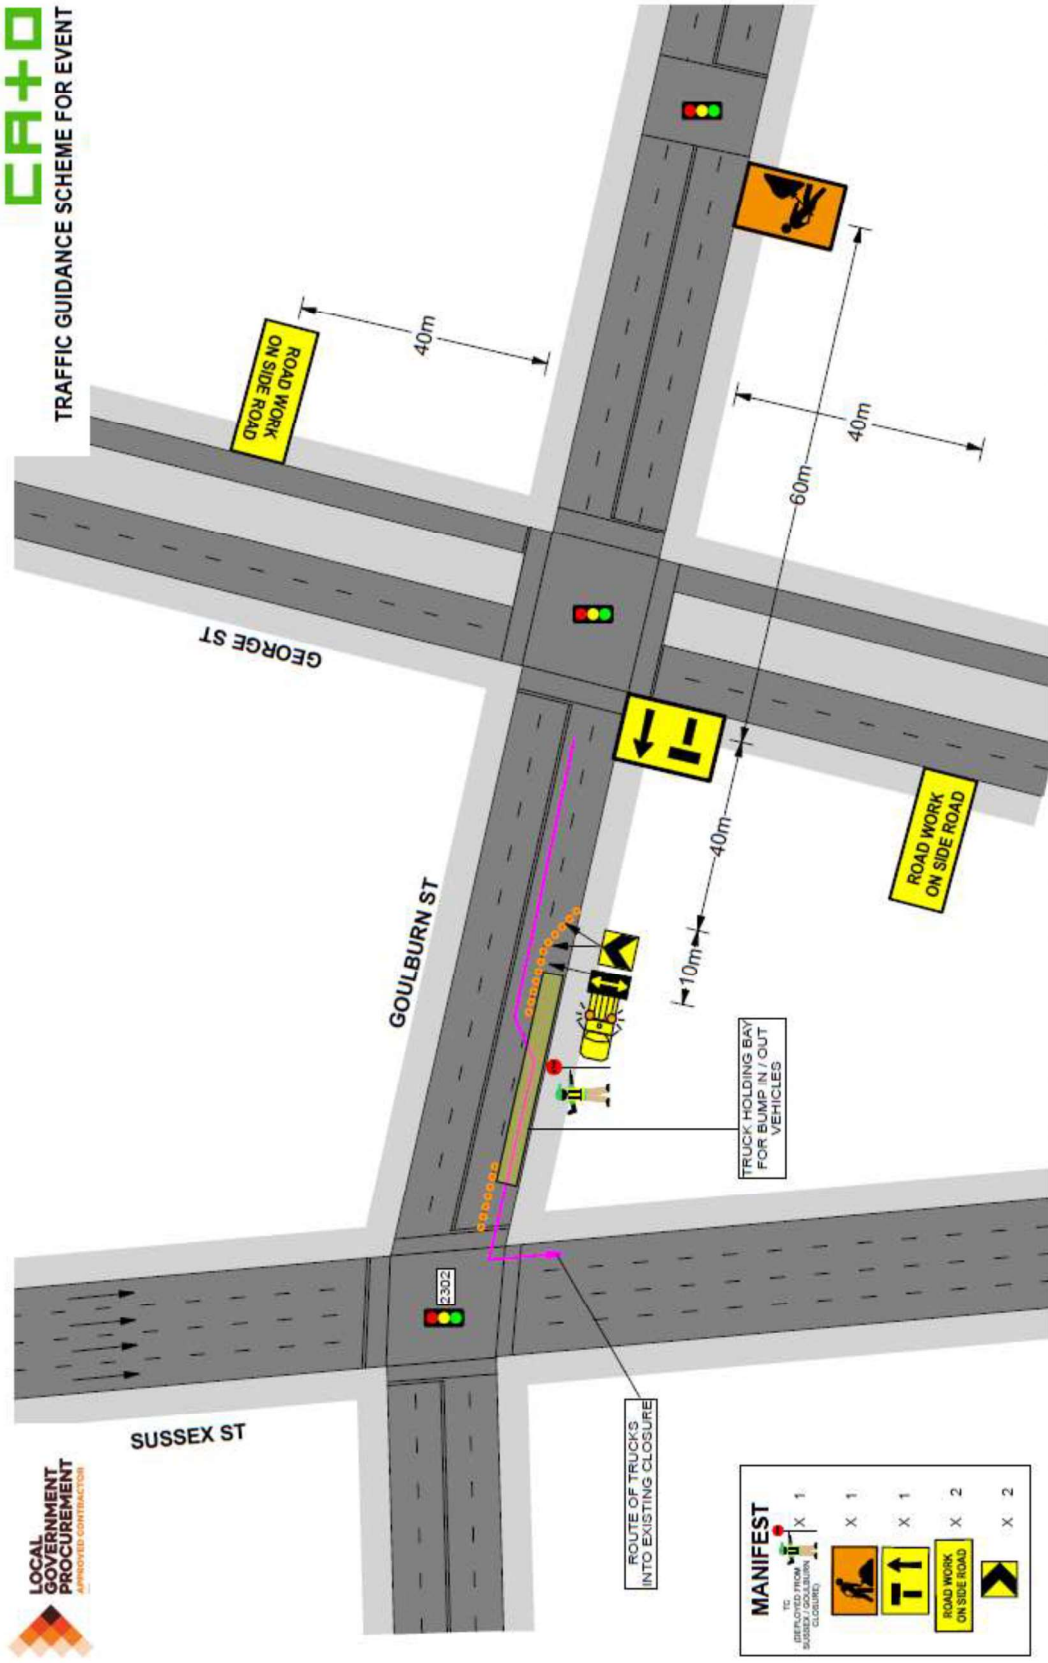 CA+D
TRAFFIC GUIDANCE SCHEME FOR EVENT
LOCAL
GOVERNMENT
PROCUREMENT
APPROVED CONTRACTOR
SUSSEX ST
GOULBURN ST
GEORGE ST
2302
ROAD WORK
ON SIDE ROAD
40m
40m
60m
40m
10m
ROAD WORK
ON SIDE ROAD
TRUCK HOLDING BAY
FOR BUMP IN / OUT
VEHICLES
ROUTE OF TRUCKS
INTO EXISTING CLOSURE
MANIFEST
TC
(DEPLOYED FROM
SUSSEX / GOULBURN
CLOSURE)
X 1
X 1
X 1
ROAD WORK
ON SIDE ROAD
X 2
X 2